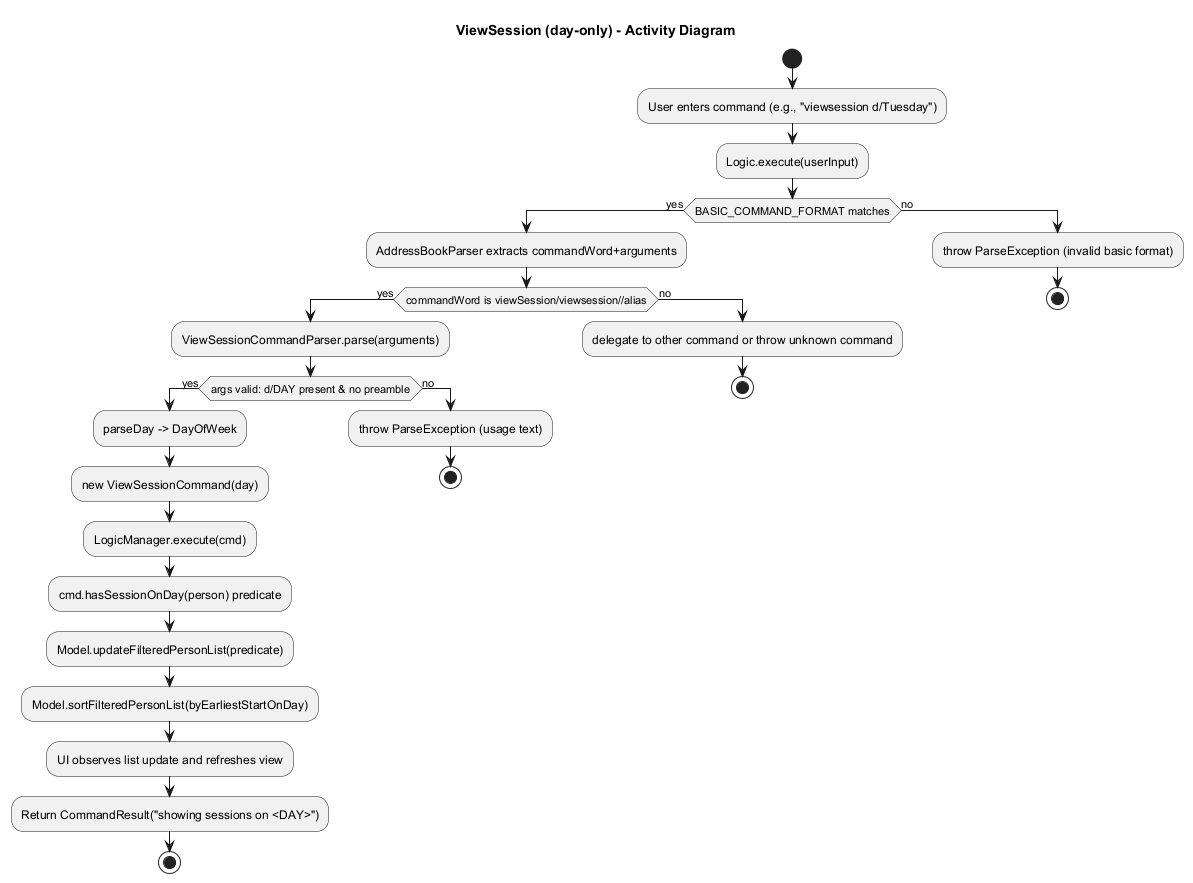 ViewSession (day-only) - Activity Diagram
User enters command (e.g., "viewsession d/Tuesday")
Logic.execute(userInput)
yes
BASIC_COMMAND_FORMAT matches
no
AddressBookParser extracts commandWord+arguments
throw ParseException (invalid basic format)
yes
commandWord is viewSession/viewsession//alias
no
ViewSessionCommandParser.parse(arguments)
delegate to other command or throw unknown command
yes
args valid: d/DAY present & no preamble
no
parseDay -> DayOfWeek
throw ParseException (usage text)
new ViewSessionCommand(day)
LogicManager.execute(cmd)
cmd.hasSessionOnDay(person) predicate
Model.updateFilteredPersonList(predicate)
Model.sortFilteredPersonList(byEarliestStartOnDay)
UI observes list update and refreshes view
Return CommandResult("showing sessions on <DAY>")